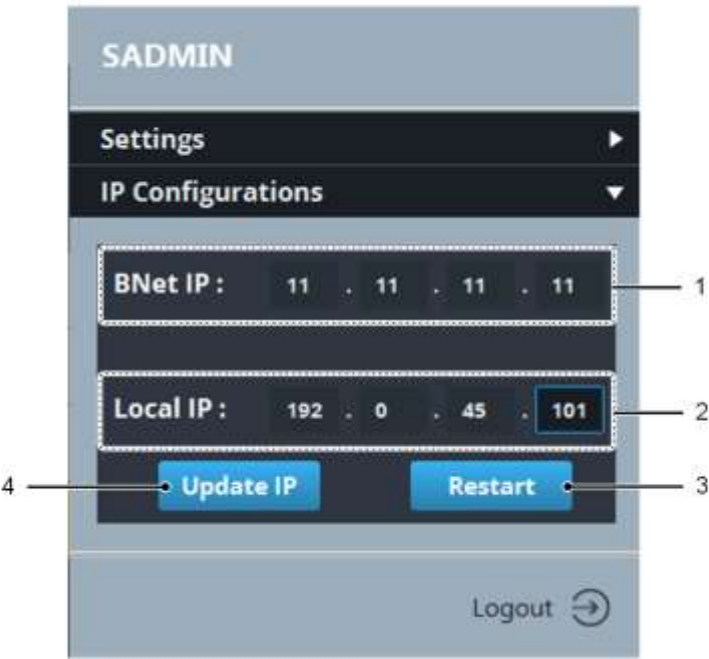 SADMIN
Settings
IP Configurations
BNet IP : 11 . 11 . 11 . 11 1
Local IP : 192 . 0 . 45 . 101 2
4 Update IP Restart 3
Logout